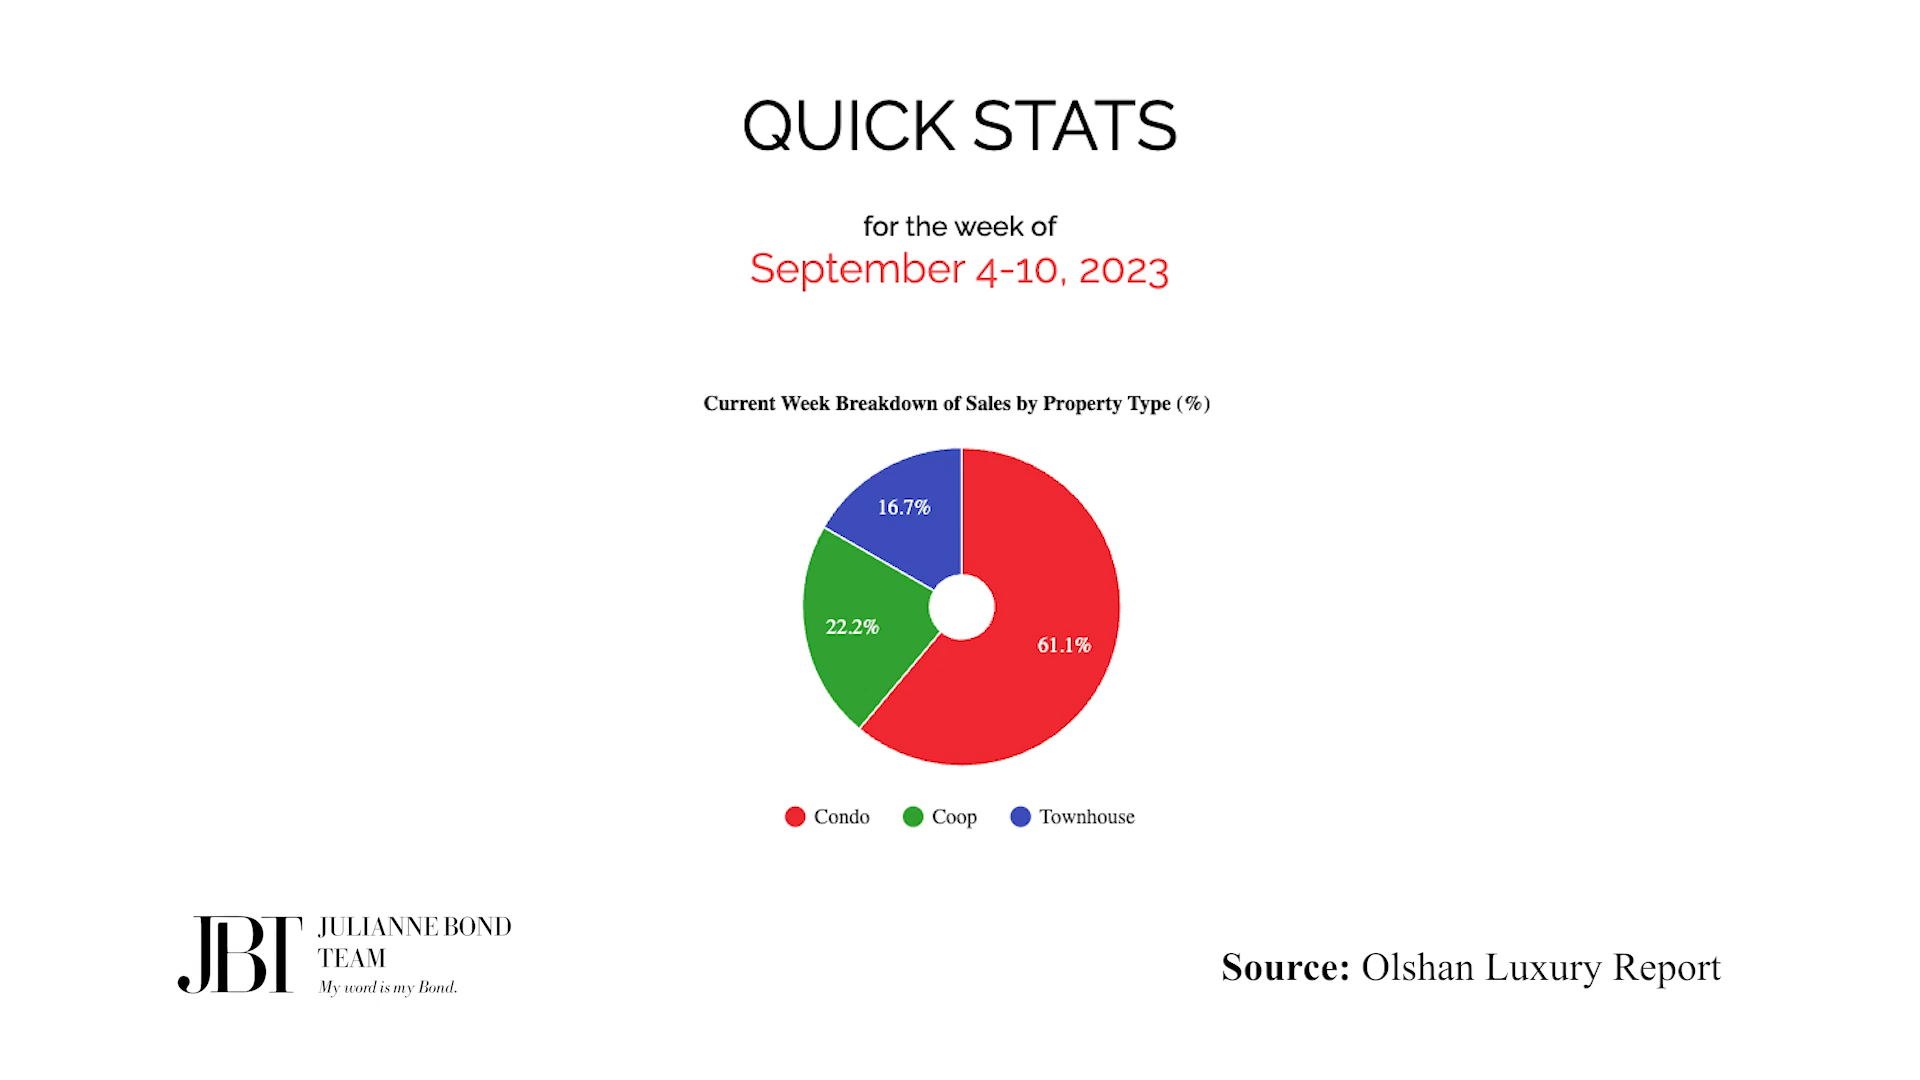 QUICK STATS
for the week of
September 4-10, 2023
Current Week Breakdown of Sales by Property Type (%)
16.7%
22.2%
61.1%
Condo
Coop
Townhouse
JBT
JULIANNE BOND
TEAM
My word is my Bond.
Source: Olshan Luxury Report